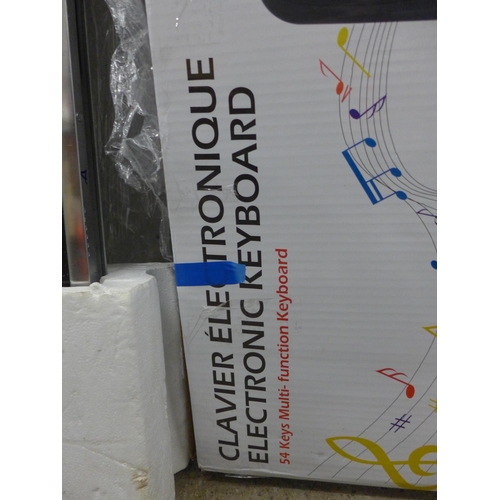 CLAVIER ÉLECTRONIQUE
ELECTRONIC KEYBOARD
54 Keys Multi- function Keyboard